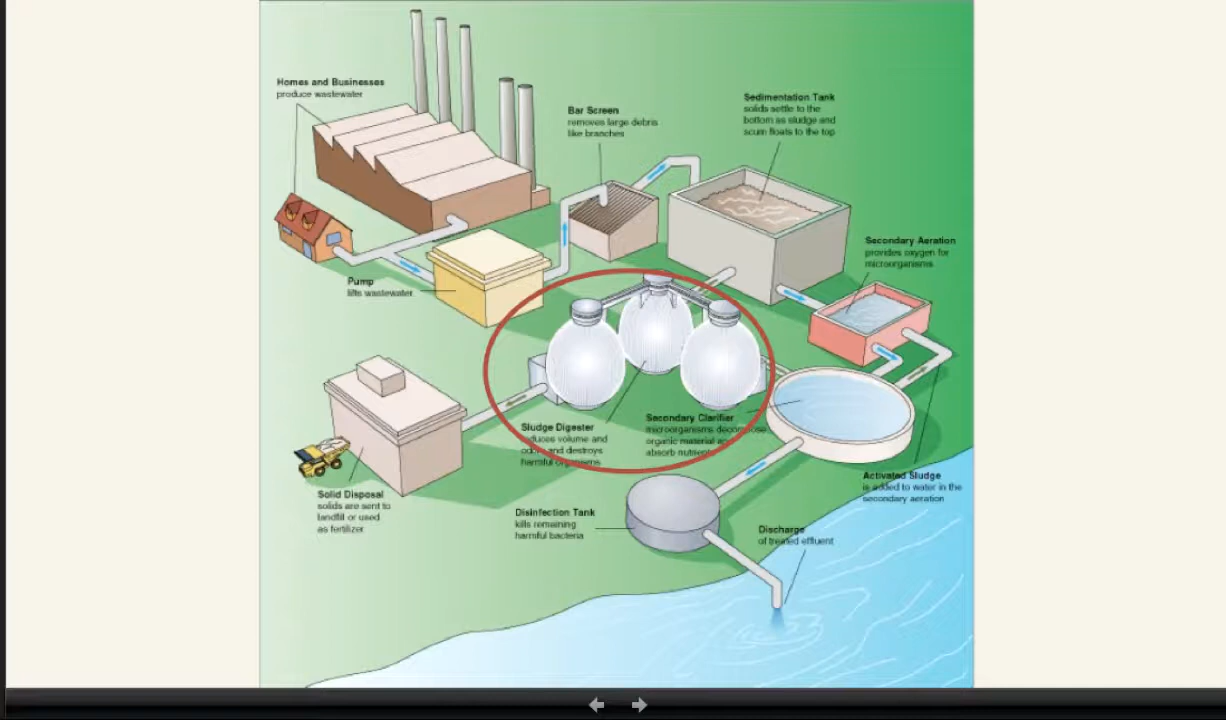 Homes and Businesses
produce wastewater
Bar Screen
removes large debris
like branches
Sedimentation Tank
solids settle to the
bottom as sludge and
scum floats to the top
Secondary Aeration
provides oxygen for
microorganisms
Pump
lifts wastewater
Sludge Digester
reduces volume and
odor and destroys
harmful organisms
Secondary Clarifier
microorganisms decompose
organic material and
absorb nutrients
Activated Sludge
is added to water in the
secondary aeration
Solid Disposal
solids are sent to
landfill or used
as fertilizer
Disinfection Tank
kills remaining
harmful bacteria
Discharge
of treated effluent